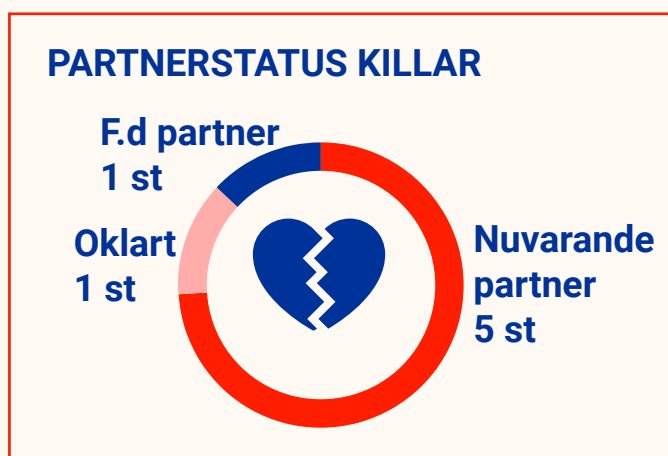 PARTNERSTATUS KILLAR
F.d partner
1 st
Oklart
1 st
Nuvarande
partner
5 st